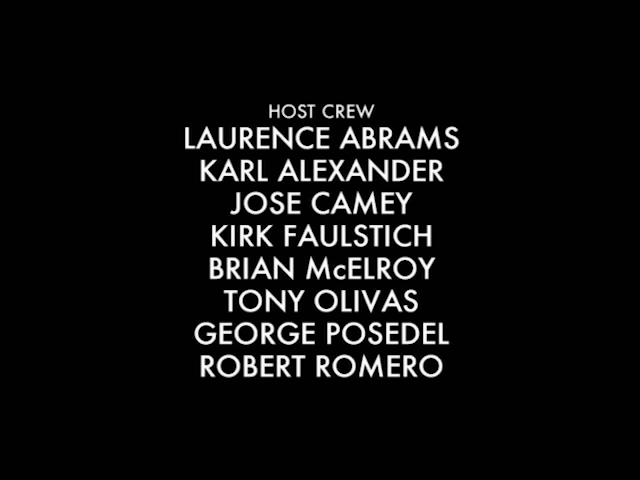 HOST CREW
LAURENCE ABRAMS
KARL ALEXANDER
JOSE CAMEY
KIRK FAULSTICH
BRIAN McELROY
TONY OLIVAS
GEORGE POSEDEL
ROBERT ROMERO